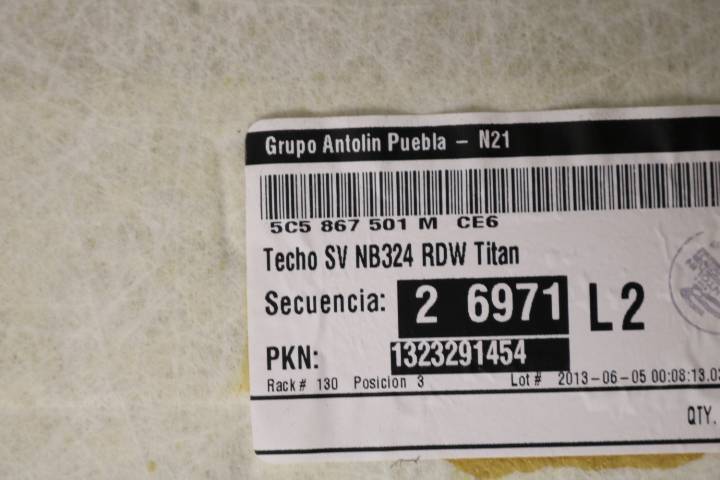 Grupo Antolin Puebla – N21
5C5 867 501 M CE6
Techo SV NB324 RDW Titan
Secuencia: 2 6971 L2
PKN: 1323291454
Rack# 130 Posicion 3 Lot# 2013-06-05 00:08:13.03
QTY.